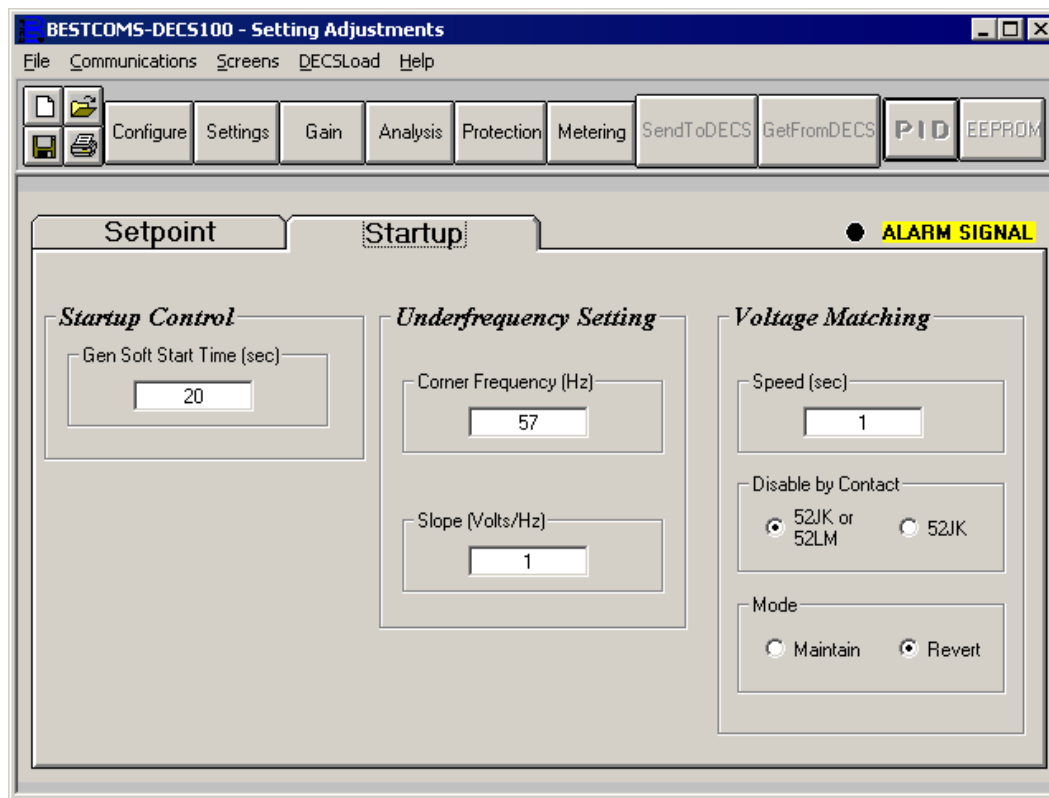 BESTCOMS-DECS100 - Setting Adjustments
File Communications Screens DECSLoad Help
Configure Settings Gain Analysis Protection Metering SendToDECS GetFromDECS PID EEPROM
Setpoint Startup ALARM SIGNAL
Startup Control
Gen Soft Start Time (sec)
20
Underfrequency Setting
Corner Frequency (Hz)
57
Slope (Volts/Hz)
1
Voltage Matching
Speed (sec)
1
Disable by Contact
52JK or
52LM
52JK
Mode
Maintain Revert